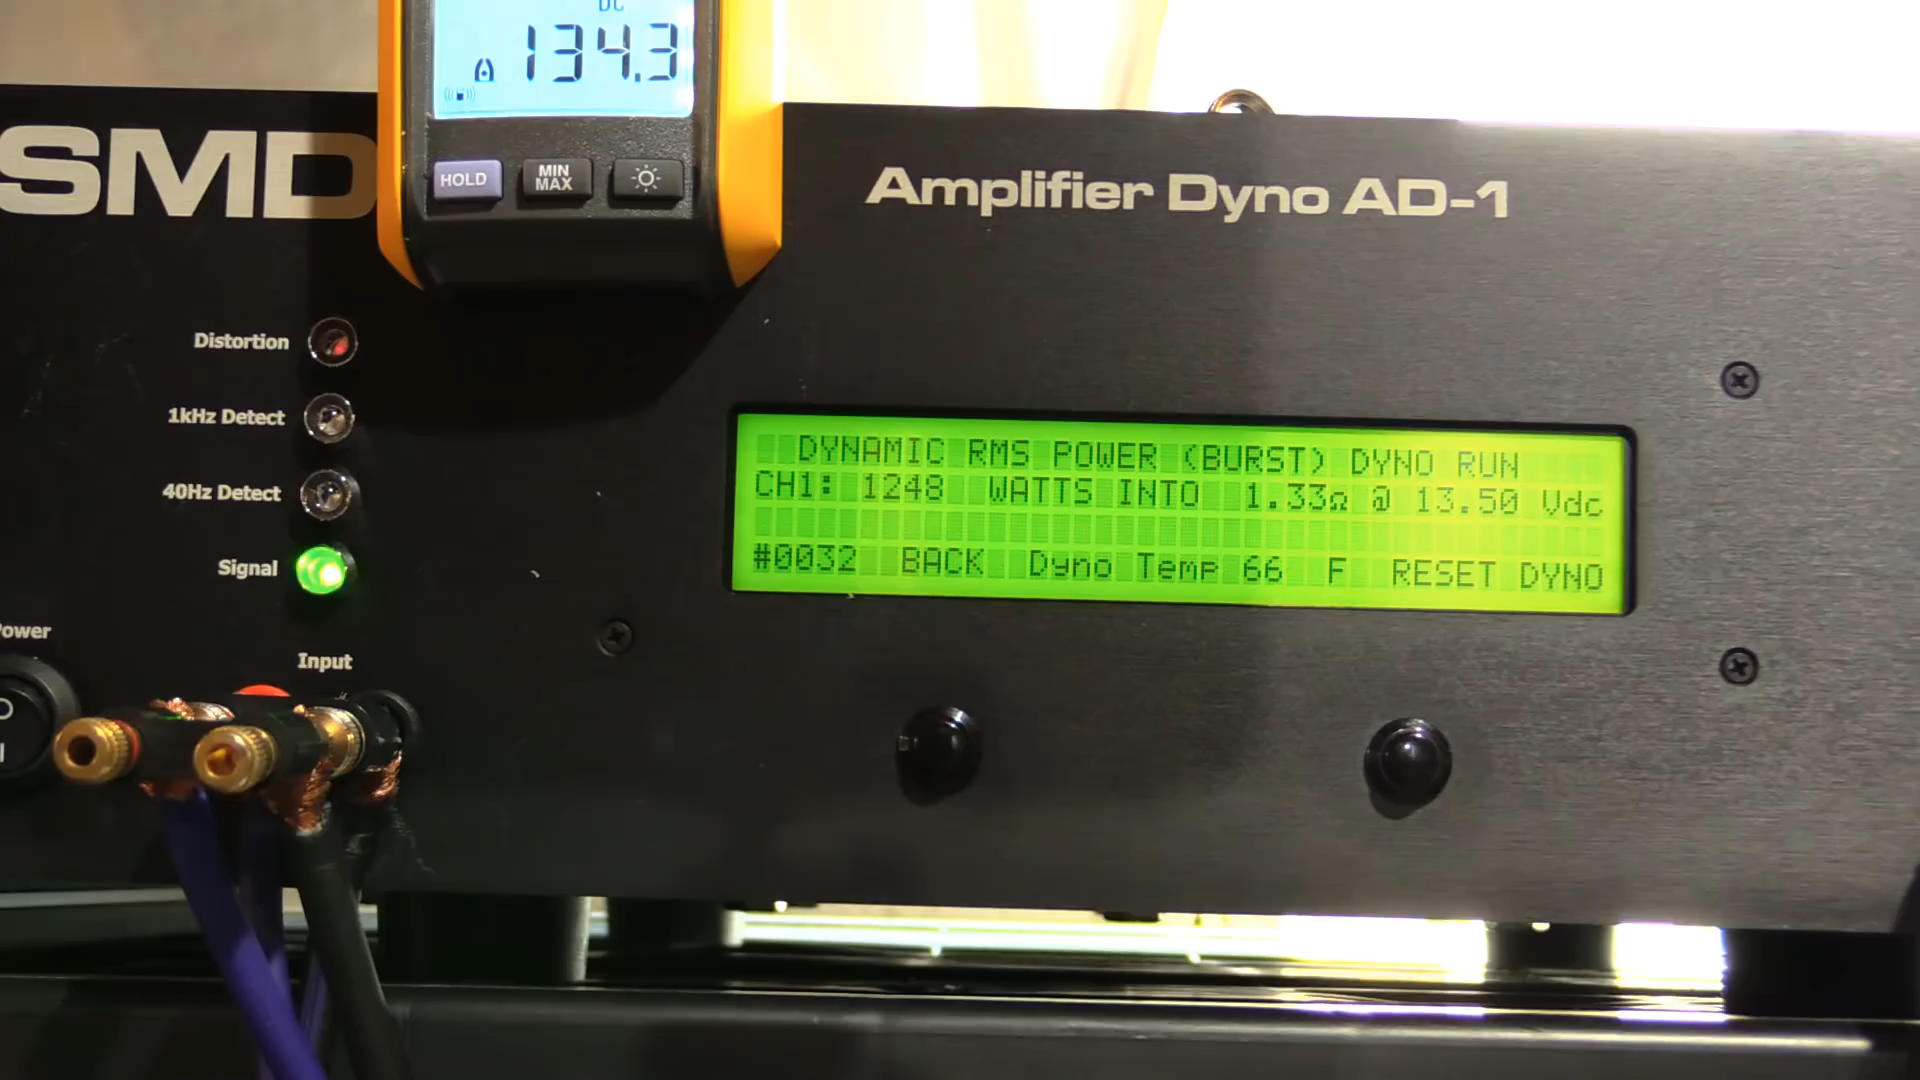 DC
134.3
HOLD
MIN
MAX
SMD
Amplifier Dyno AD-1
Distortion
1kHz Detect
40Hz Detect
Signal
Power
Input
O
I
DYNAMIC RMS POWER (BURST) DYNO RUN
CH1: 1248 WATTS INTO 1.33Ω @ 13.50 Vdc
#0032 BACK Dyno Temp 66 F RESET DYNO